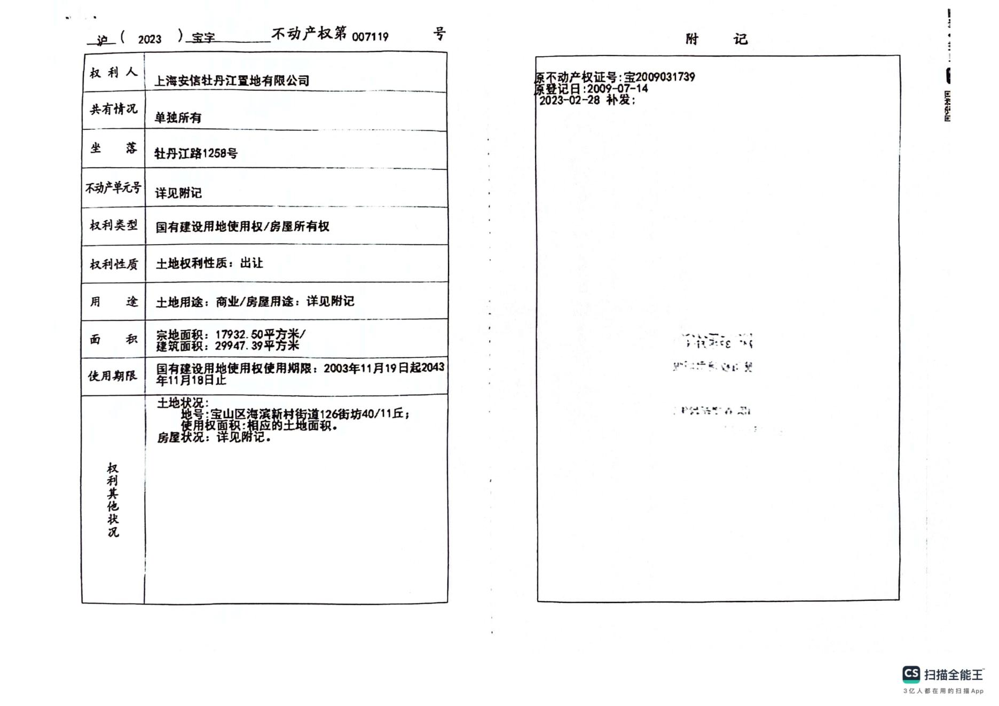 沪( 2023 )宝字 不动产权第 007119 号
权利人 上海安信牡丹江置地有限公司
共有情况 单独所有
坐落 牡丹江路1258号
不动产单元号 详见附记
权利类型 国有建设用地使用权/房屋所有权
权利性质 土地权利性质：出让
用途 土地用途：商业/房屋用途：详见附记
面积 宗地面积：17932.50平方米/
建筑面积：29947.39平方米
使用期限 国有建设用地使用权使用期限：2003年11月19日起2043
年11月18日止
权利其他状况 土地状况:
地号:宝山区海滨新村街道126街坊40/11丘；
使用权面积:相应的土地面积。
房屋状况：详见附记。
附记
原不动产权证号:宝2009031739
原登记日:2009-07-14
2023-02-28 补发；
CS 扫描全能王
3亿人都在用的扫描App